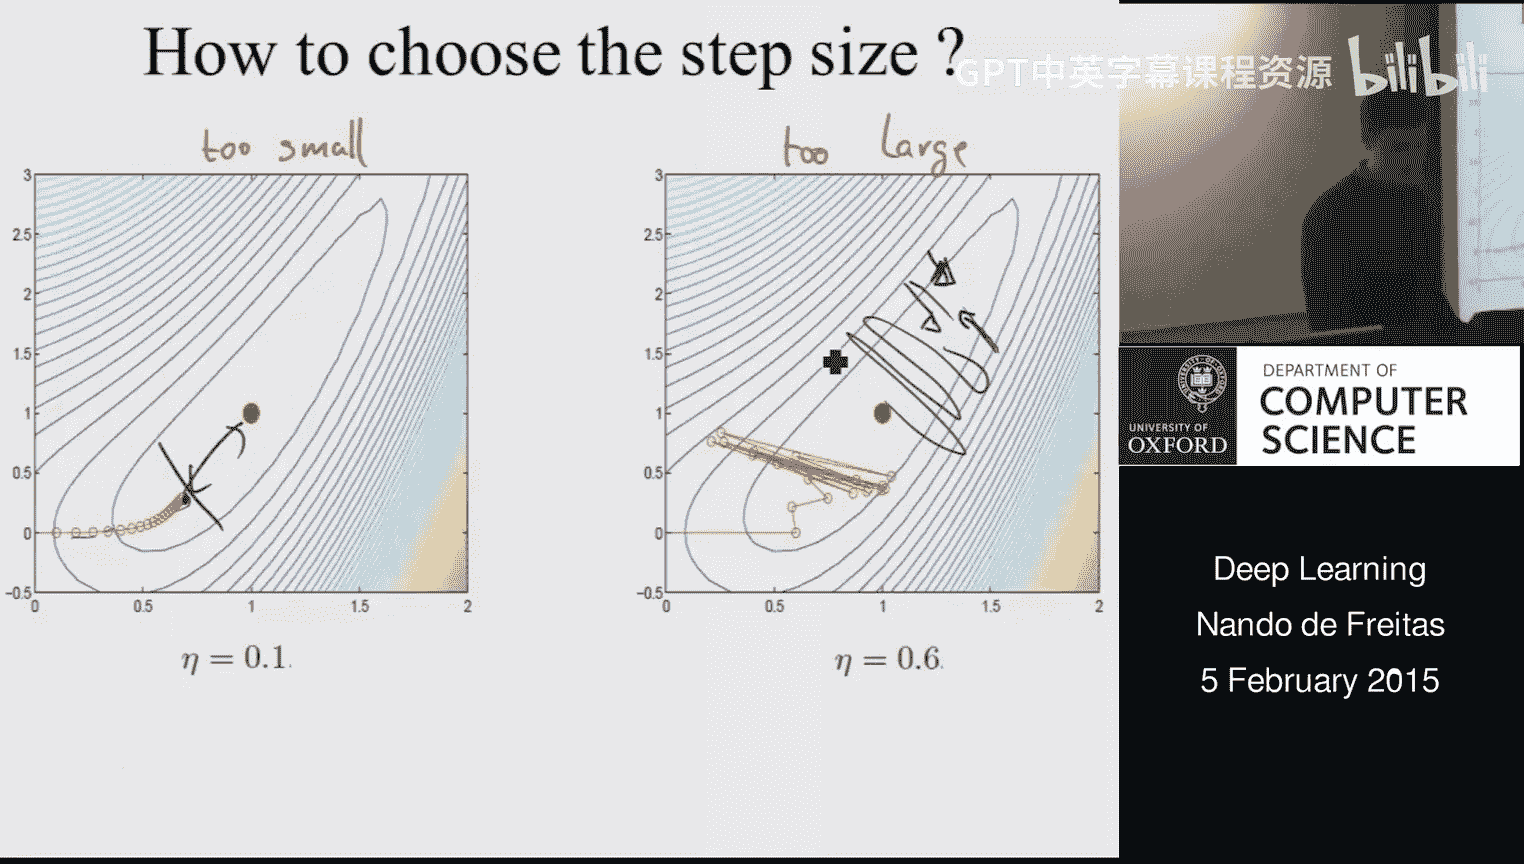 How to choose the step size ?
GPT中英字幕课程资源 bilibili
too small
too large
3
2.5
2
1.5
1
0.5
0
−0.5
0
0.5
1
1.5
2
3
2.5
2
1.5
1
0.5
0
−0.5
0
0.5
1
1.5
2
η = 0.1.
η = 0.6.
UNIVERSITY OF
OXFORD
DEPARTMENT OF
COMPUTER
SCIENCE
Deep Learning
Nando de Freitas
5 February 2015